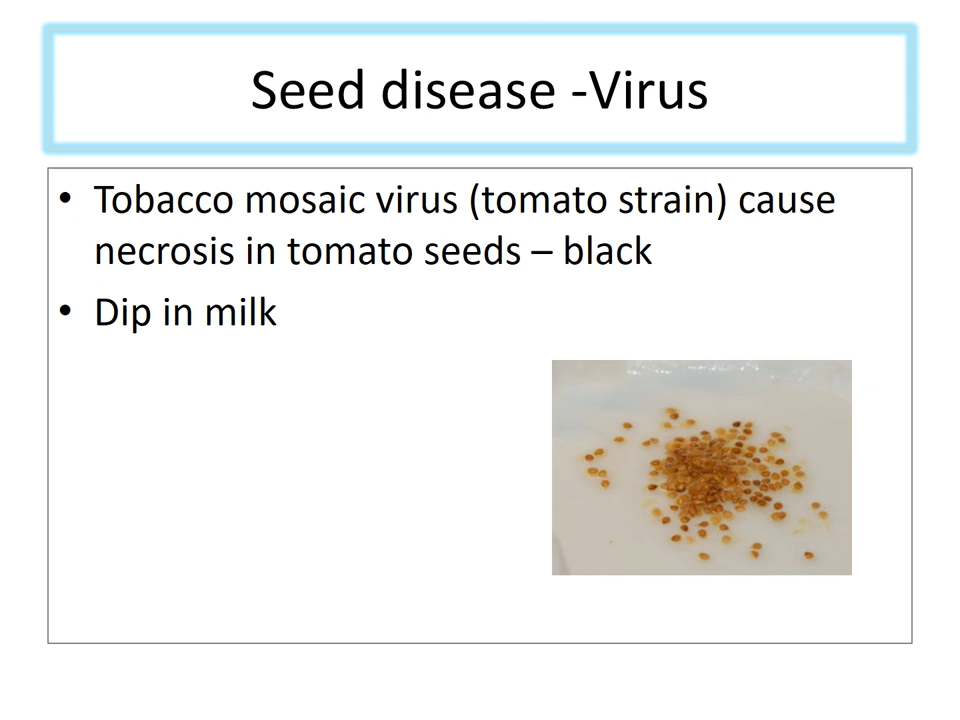 Seed disease -Virus
• Tobacco mosaic virus (tomato strain) cause
necrosis in tomato seeds – black
• Dip in milk